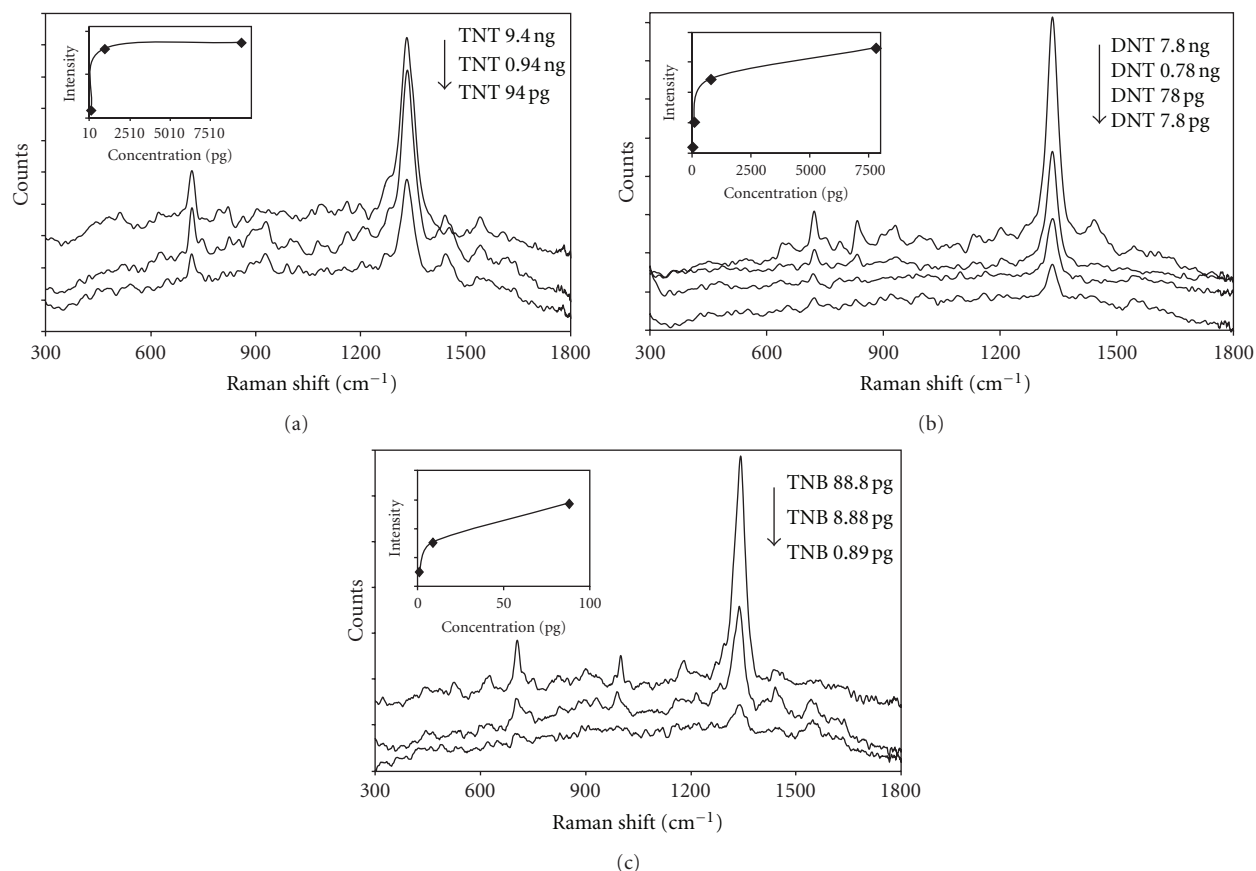 TNT 9.4 ng
TNT 0.94 ng
TNT 94 pg
Intensity
10 2510 5010 7510
Concentration (pg)
Counts
300 600 900 1200 1500 1800
Raman shift (cm−1)
(a)
DNT 7.8 ng
DNT 0.78 ng
DNT 78 pg
DNT 7.8 pg
Intensity
0 2500 5000 7500
Concentration (pg)
Counts
300 600 900 1200 1500 1800
Raman shift (cm−1)
(b)
TNB 88.8 pg
TNB 8.88 pg
TNB 0.89 pg
Intensity
0 50 100
Concentration (pg)
Counts
300 600 900 1200 1500 1800
Raman shift (cm−1)
(c)